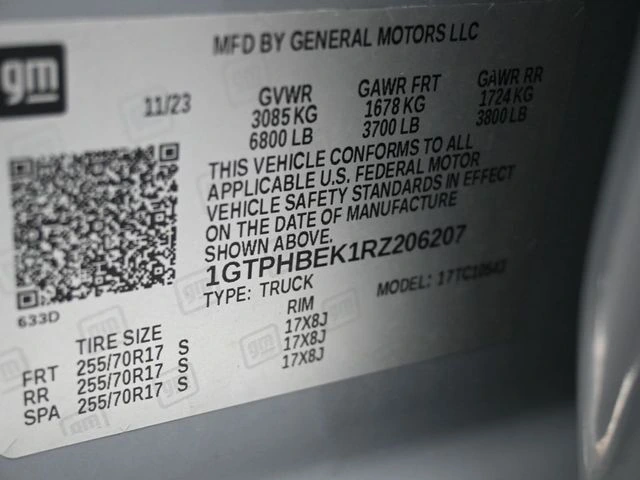 gm
MFD BY GENERAL MOTORS LLC
11/23
GVWR
3085 KG
6800 LB
GAWR FRT
1678 KG
3700 LB
GAWR RR
1724 KG
3800 LB
THIS VEHICLE CONFORMS TO ALL
APPLICABLE U.S. FEDERAL MOTOR
VEHICLE SAFETY STANDARDS IN EFFECT
ON THE DATE OF MANUFACTURE
SHOWN ABOVE.
1GTPHBEK1RZ206207
TYPE: TRUCK
MODEL:
633D
TIRE SIZE
RIM
FRT 255/70R17 S 17X8J
RR 255/70R17 S 17X8J
SPA 255/70R17 S 17X8J